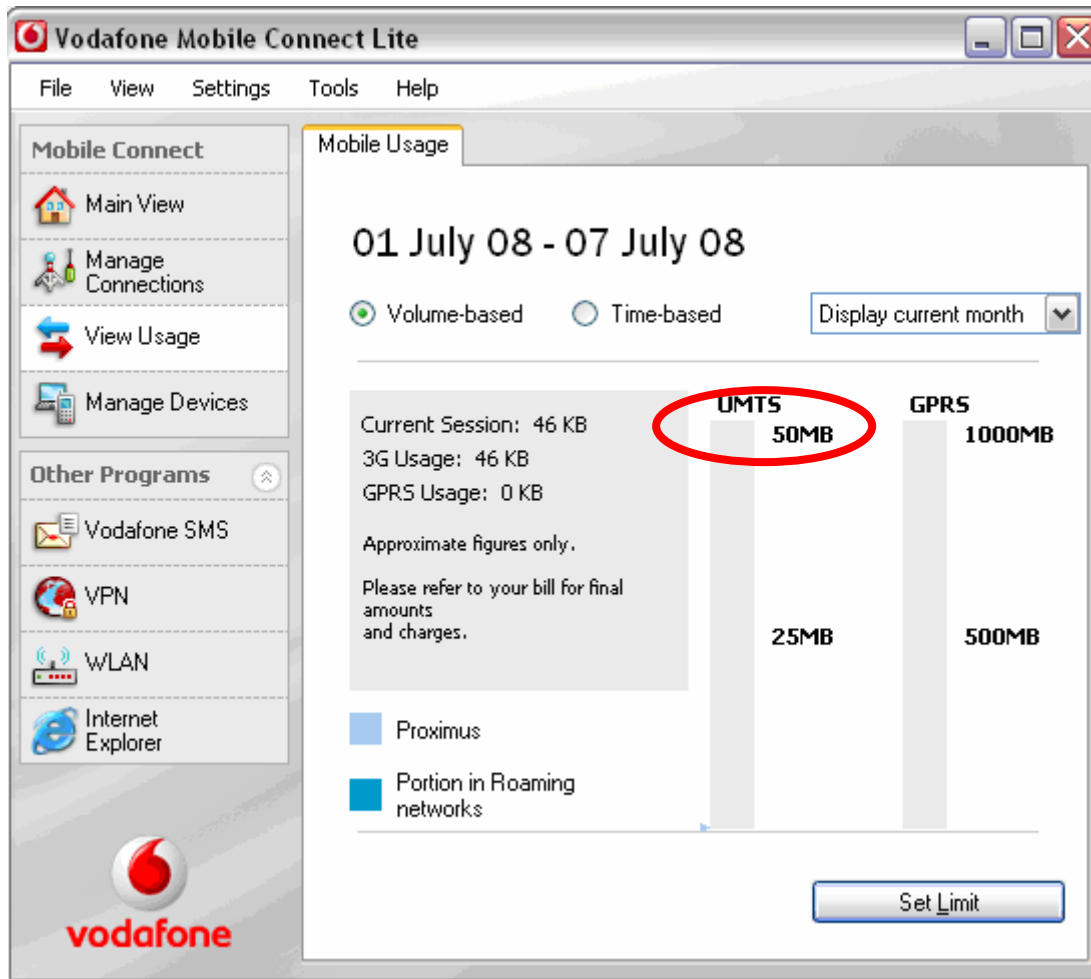 Vodafone Mobile Connect Lite
File View Settings Tools Help
Mobile Connect
Main View
Manage
Connections
View Usage
Manage Devices
Other Programs
Vodafone SMS
VPN
WLAN
Internet
Explorer
vodafone
Mobile Usage
01 July 08 - 07 July 08
Volume-based Time-based Display current month
Current Session: 46 KB
3G Usage: 46 KB
GPRS Usage: 0 KB
Approximate figures only.
Please refer to your bill for final
amounts
and charges.
UMTS GPRS
50MB 1000MB
25MB 500MB
Proximus
Portion in Roaming
networks
Set Limit